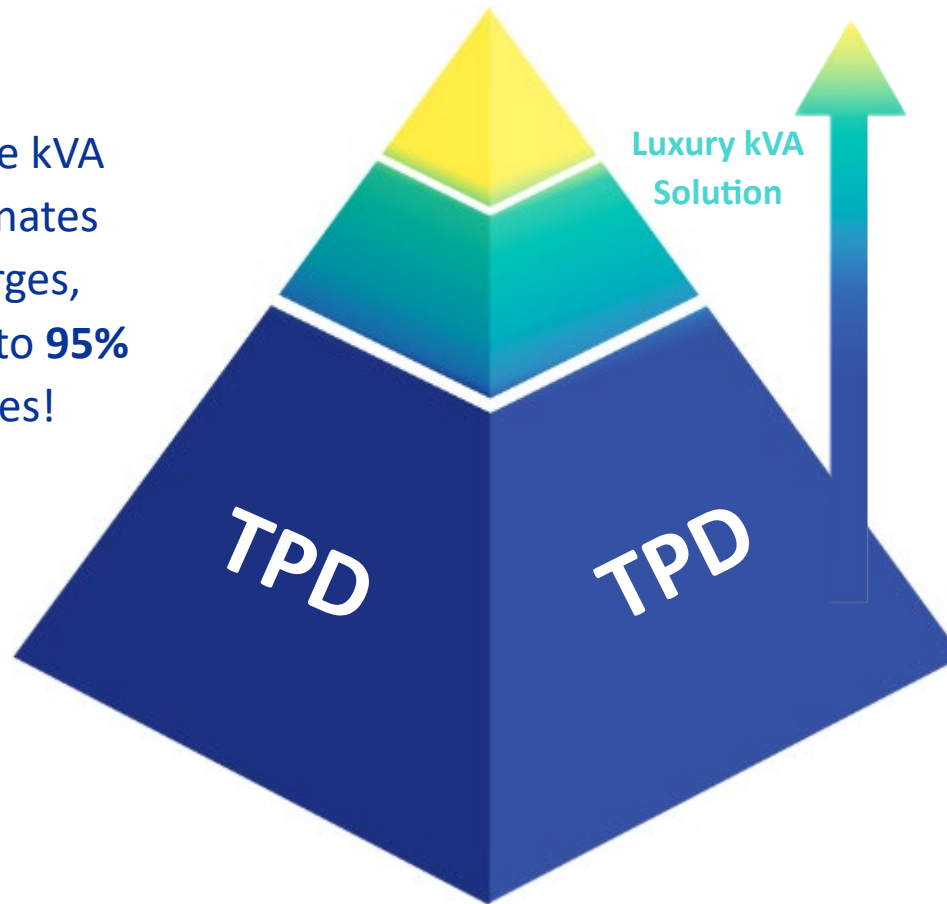 e kVA
nates
rges,
to 95%
es!
Luxury kVA
Solution
TPD
TPD